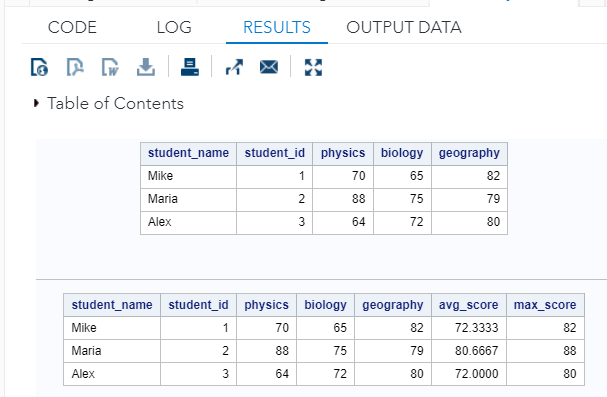 CODE LOG RESULTS OUTPUT DATA
Table of Contents
student_name student_id physics biology geography
Mike 1 70 65 82
Maria 2 88 75 79
Alex 3 64 72 80
student_name student_id physics biology geography avg_score max_score
Mike 1 70 65 82 72.3333 82
Maria 2 88 75 79 80.6667 88
Alex 3 64 72 80 72.0000 80